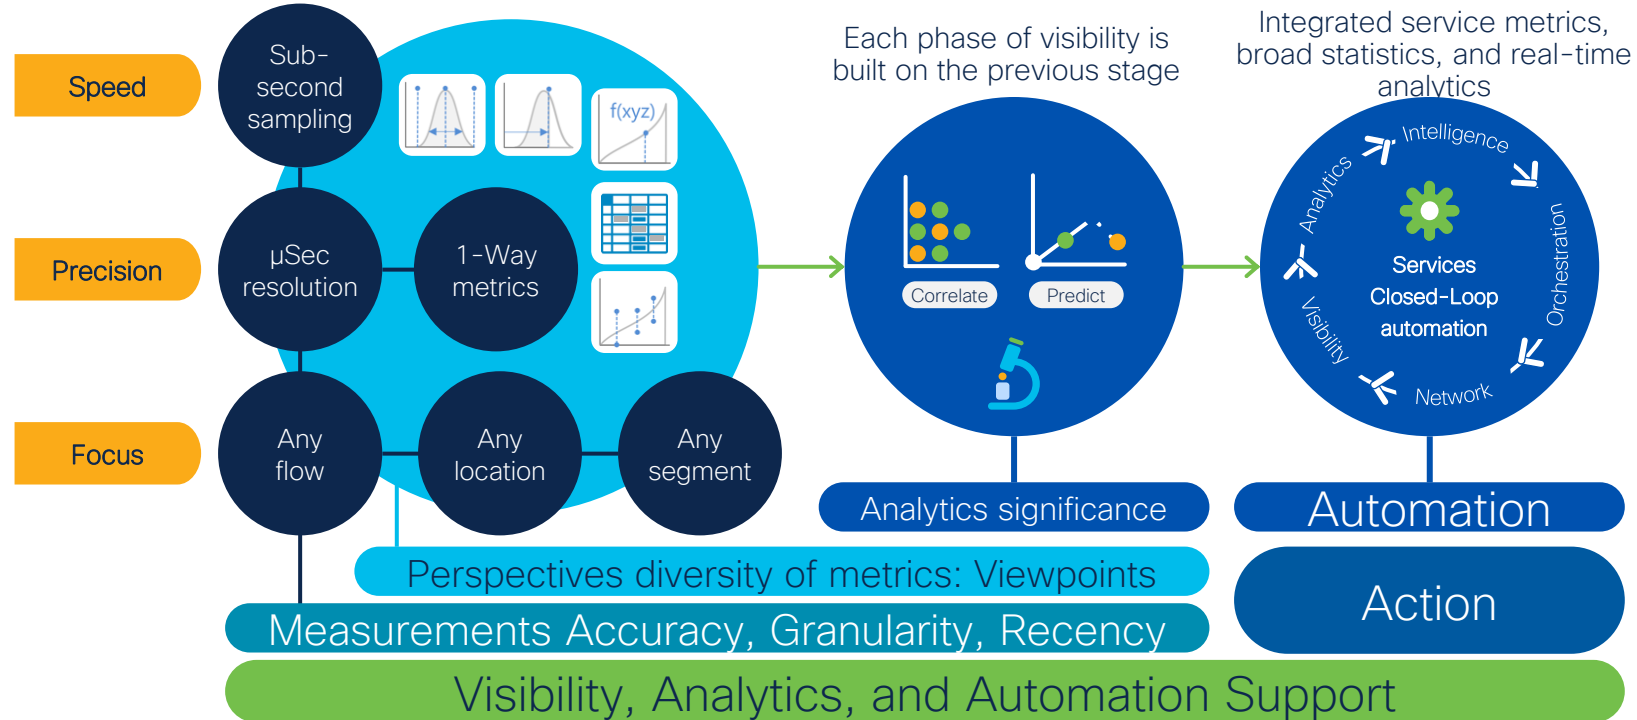 Speed
Sub-
second
sampling
f(xyz)
Precision
µSec
resolution
1-Way
metrics
Focus
Any
flow
Any
location
Any
segment
Each phase of visibility is
built on the previous stage
Correlate
Predict
Integrated service metrics,
broad statistics, and real-time
analytics
Intelligence
Orchestration
Network
Visibility
Analytics
Services
Closed-Loop
automation
Analytics significance
Automation
Perspectives diversity of metrics: Viewpoints
Action
Measurements Accuracy, Granularity, Recency
Visibility, Analytics, and Automation Support